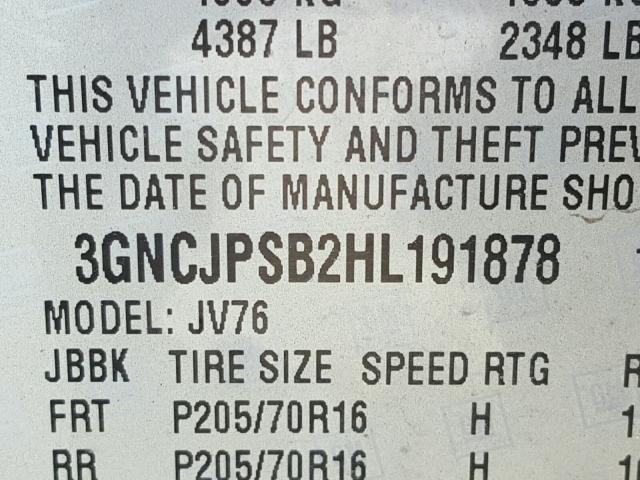 4387 LB 2348 LB
THIS VEHICLE CONFORMS TO ALL
VEHICLE SAFETY AND THEFT PREV
THE DATE OF MANUFACTURE SHO
3GNCJPSB2HL191878
MODEL: JV76
JBBK TIRE SIZE SPEED RTG R
FRT P205/70R16 H 1
RR P205/70R16 H